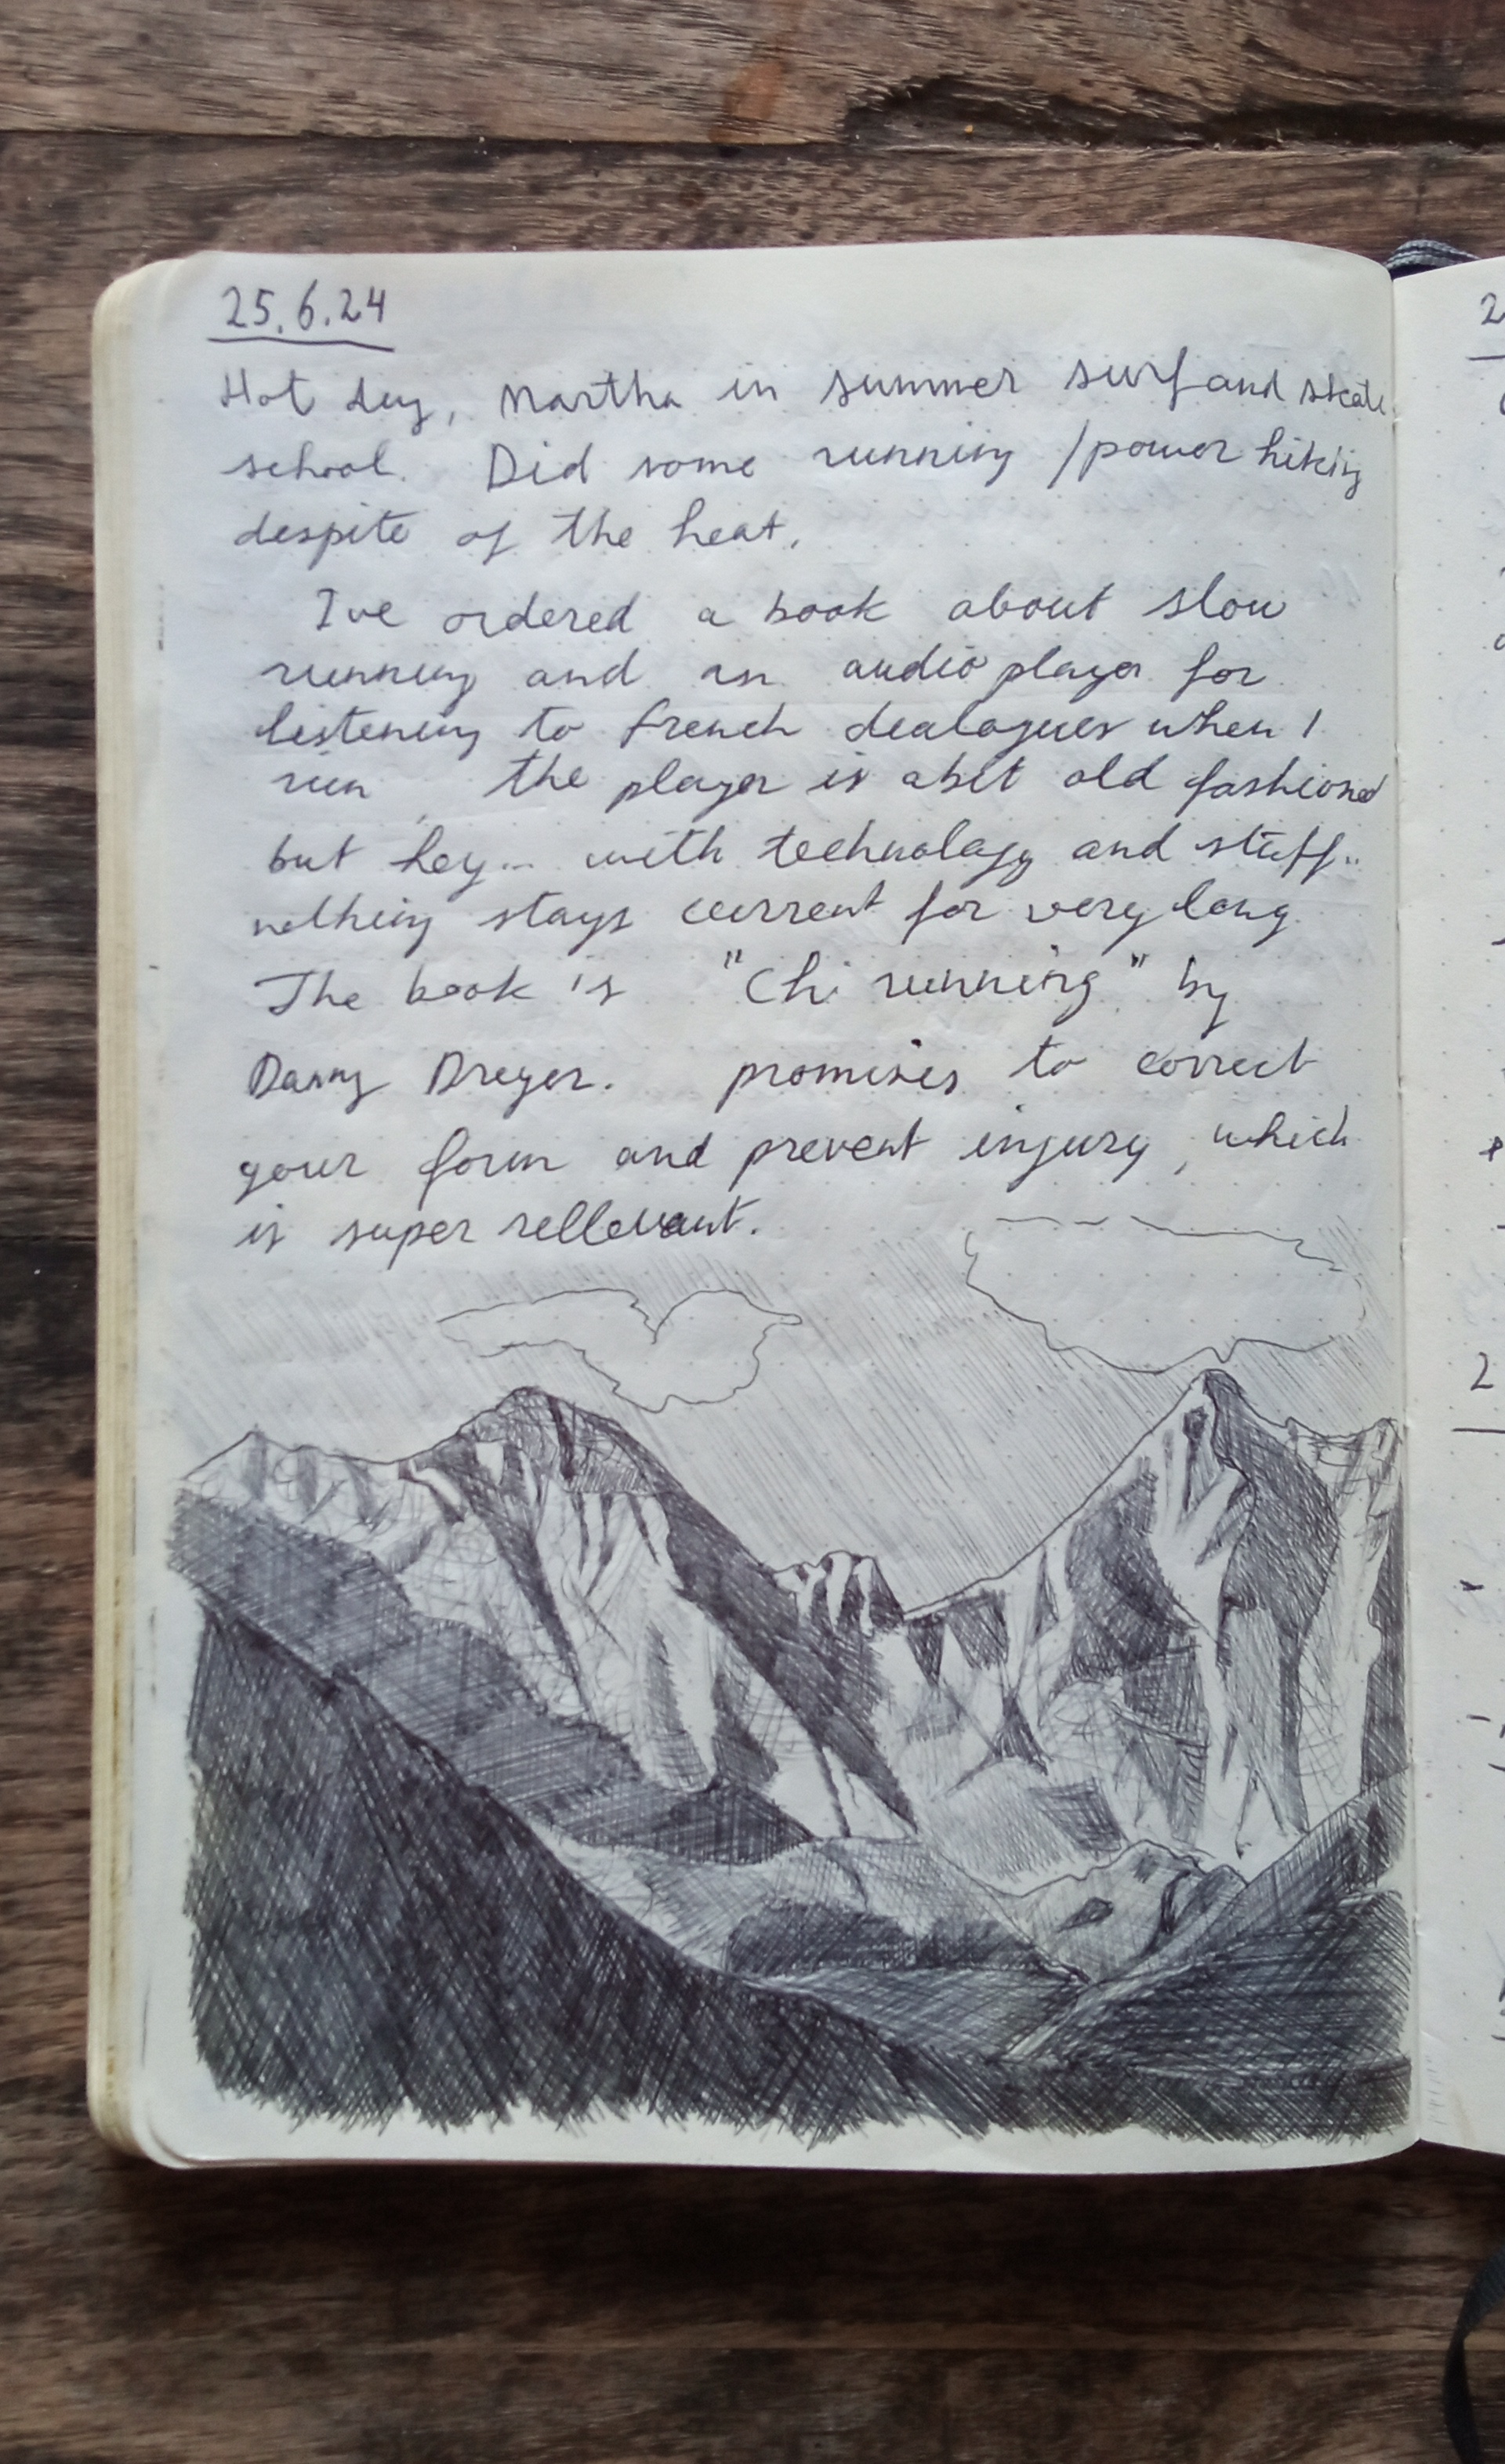 25.6.24
Hot day, Martha in summer surf and skate
school. Did some running / power hiking
despite of the heat.
I've ordered a book about slow
running and an audio player for
listening to french dealogues when I
run, the player is abit old fashioned
but hey... with technology and stuff..
nothing stays current for very long
The book is "Chi running" by
Danny Dreyer. promises to correct
your form and prevent injury, which
is super rellevant.
2
2